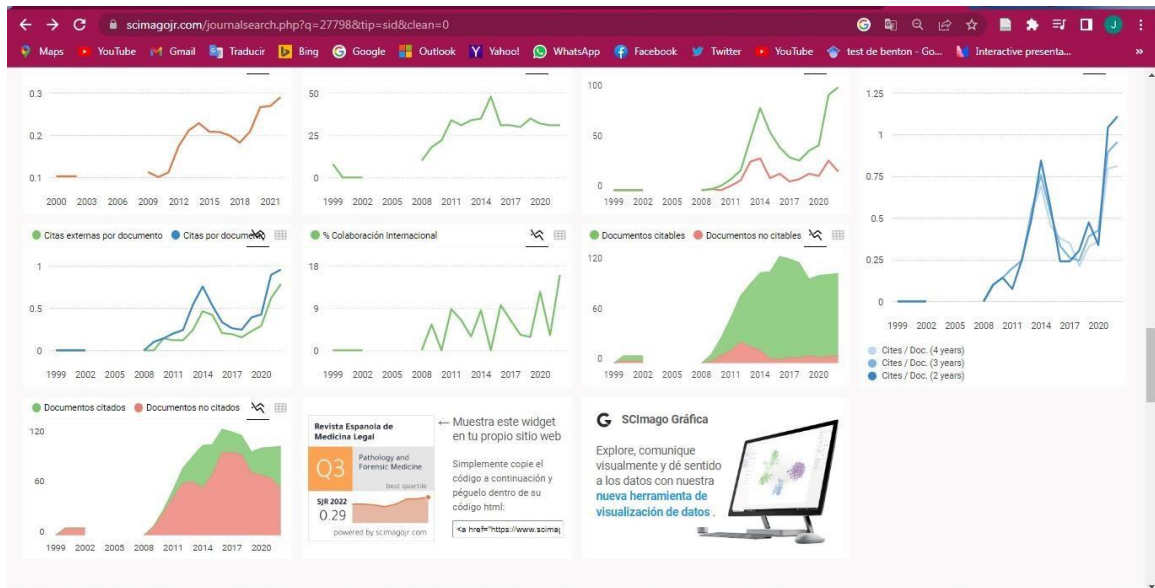 scimagojr.com/journalsearch.php?q=27798&tip=sid&clean=0
J
Maps YouTube Gmail Traducir Bing Google Outlook Yahoo! WhatsApp Facebook Twitter YouTube test de benton - Go... Interactive presenta... »
0.3
0.2
0.1
2000 2003 2006 2009 2012 2015 2018 2021
50
25
0
1999 2002 2005 2008 2011 2014 2017 2020
100
50
0
1999 2002 2005 2008 2011 2014 2017 2020
1.25
1
0.75
0.5
0.25
0
1999 2002 2005 2008 2011 2014 2017 2020
Cites / Doc. (4 years)
Cites / Doc. (3 years)
Cites / Doc. (2 years)
Citas externas por documento Citas por documento
1
0.5
0
1999 2002 2005 2008 2011 2014 2017 2020
% Colaboración Internacional
18
9
0
1999 2002 2005 2008 2011 2014 2017 2020
Documentos citables Documentos no citables
120
60
0
1999 2002 2005 2008 2011 2014 2017 2020
Documentos citados Documentos no citados
120
60
0
1999 2002 2005 2008 2011 2014 2017 2020
Revista Espanola de
Medicina Legal
Q3
Pathology and
Forensic Medicine
best quartile
SJR 2022
0.29
powered by scimagojr.com
← Muestra este widget
en tu propio sitio web
Simplemente copie el
código a continuación y
péguelo dentro de su
código html:
<a href="https://www.scimag
SCImago Gráfica
Explore, comunique
visualmente y dé sentido
a los datos con nuestra
nueva herramienta de
visualización de datos .